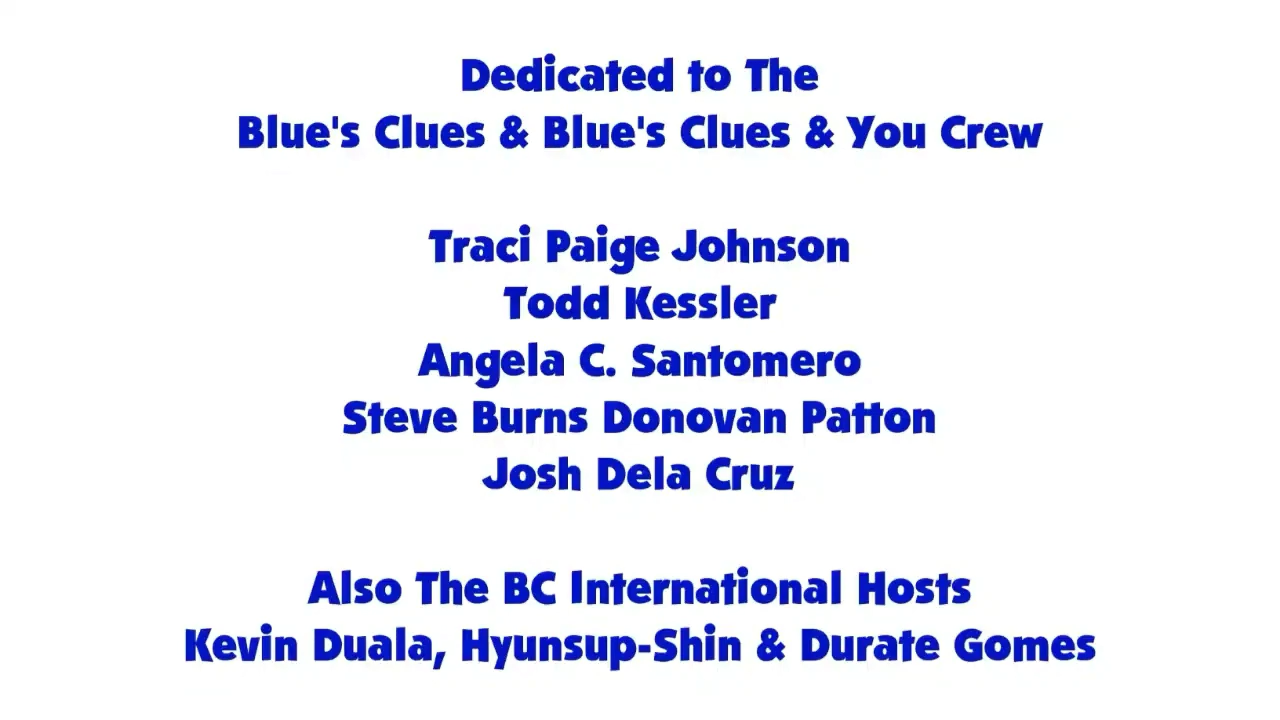 Dedicated to The
Blue's Clues & Blue's Clues & You Crew
Traci Paige Johnson
Todd Kessler
Angela C. Santomero
Steve Burns Donovan Patton
Josh Dela Cruz
Also The BC International Hosts
Kevin Duala, Hyunsup-Shin & Durate Gomes